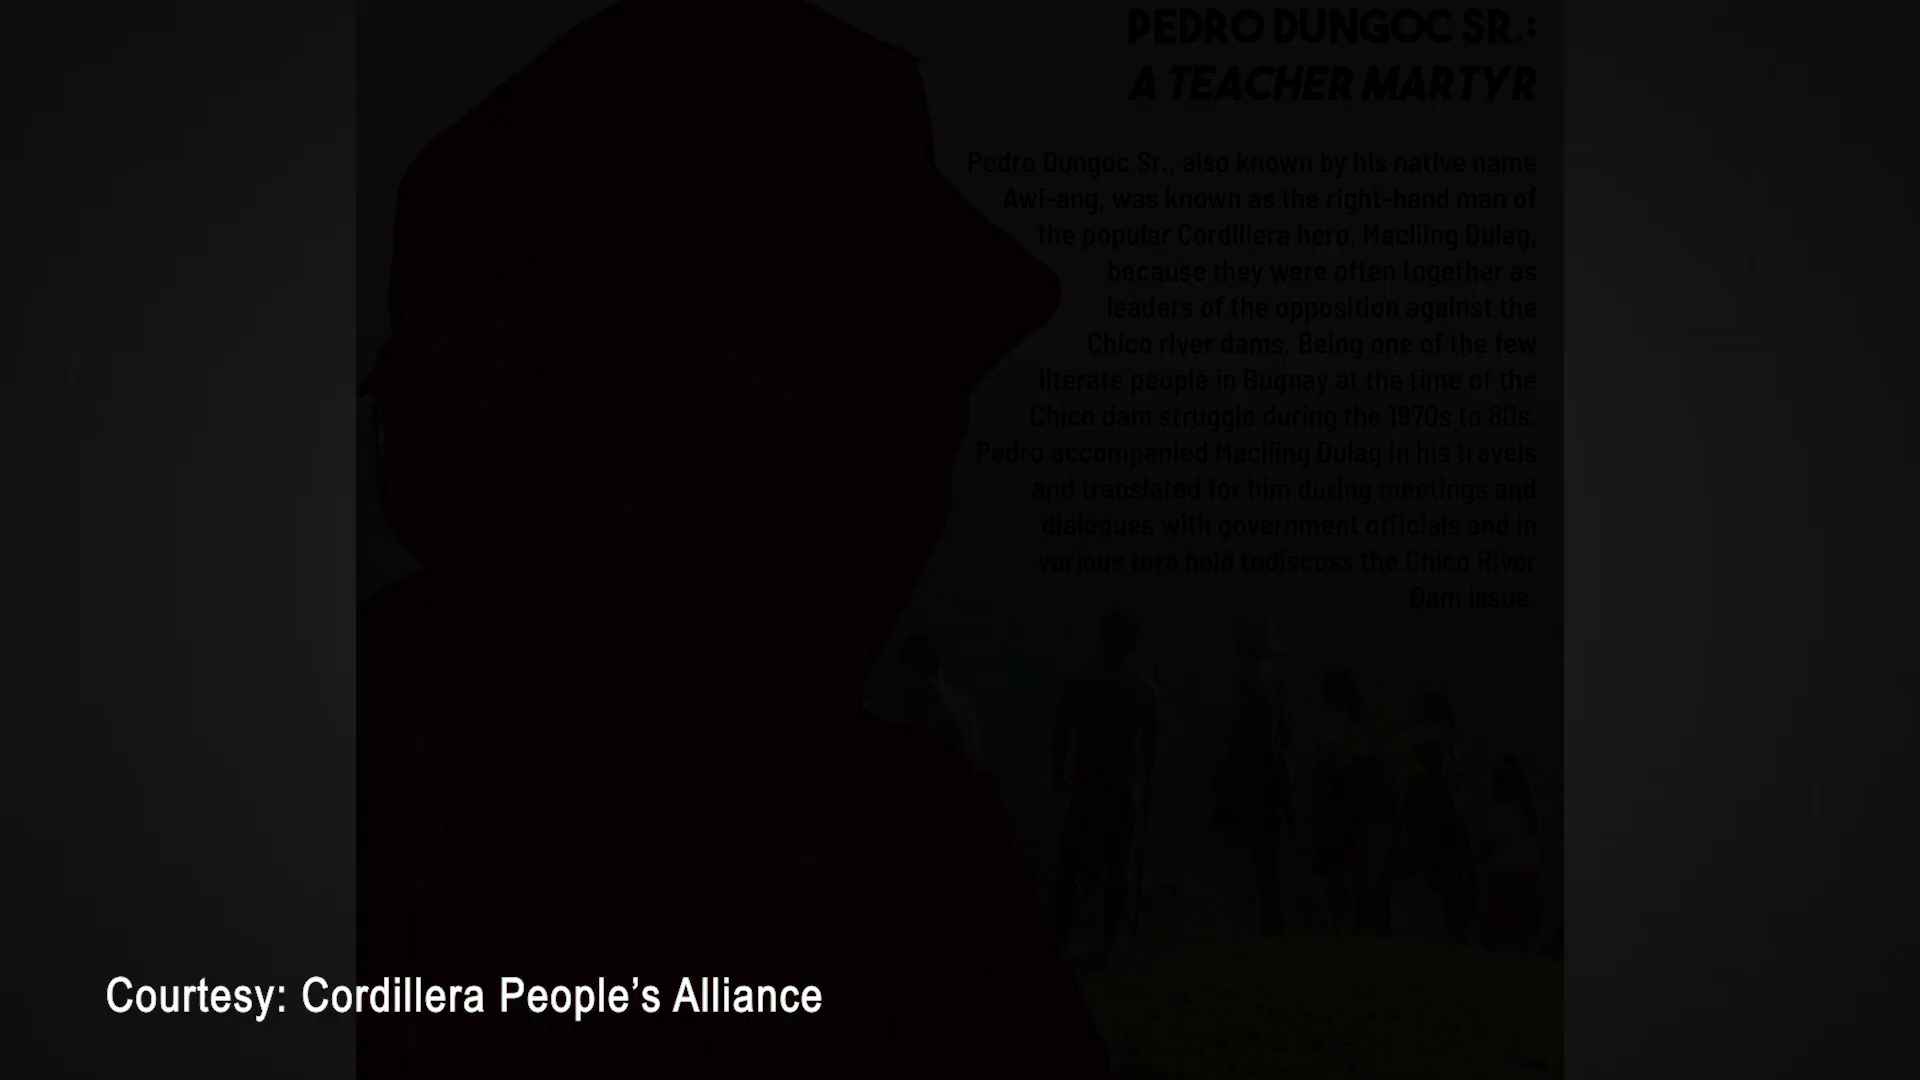 PEDRO DUNGOC SR.:
A TEACHER MARTYR
Pedro Dungoc Sr., also known by his native name
Awi-ang, was known as the right-hand man of
the popular Cordillera hero, Macliing Dulag,
because they were often together as
leaders of the opposition against the
Chico river dams. Being one of the few
literate people in Bugnay at the time of the
Chico dam struggle during the 1970s to 80s,
Pedro accompanied Macliing Dulag in his travels
and translated for him during meetings and
dialogues with government officials and in
various fora held todiscuss the Chico River
Dam issue.
Courtesy: Cordillera People’s Alliance